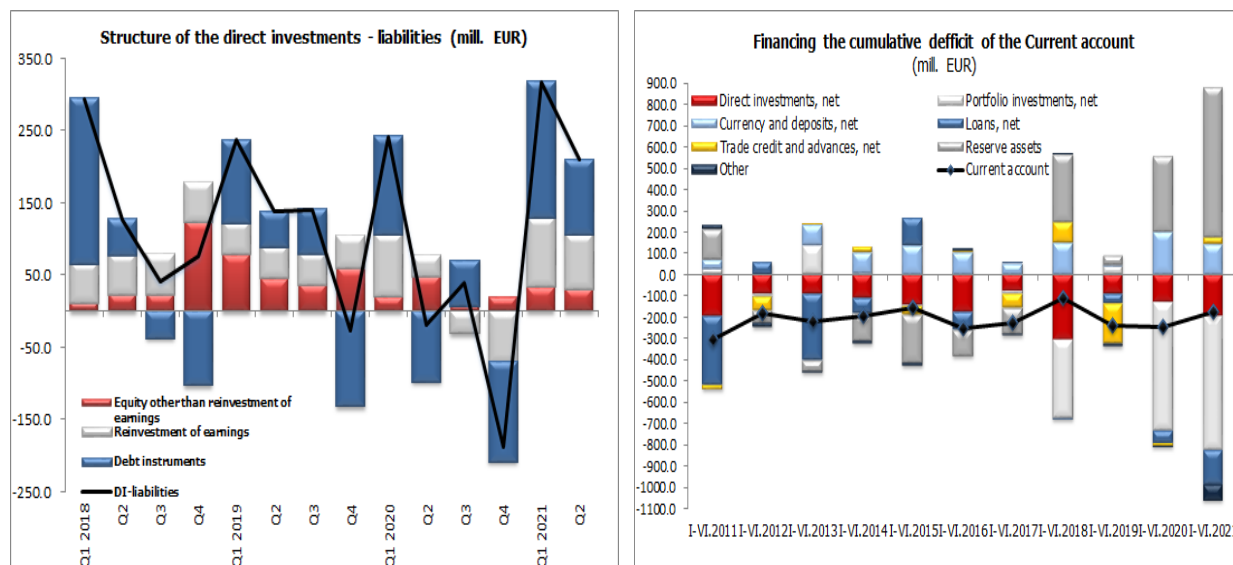 Structure of the direct investments - liabilities (mill. EUR)
350.0
250.0
150.0
50.0
-50.0
-150.0
-250.0
Equity other than reinvestment of
earnings
Reinvestment of earnings
Debt instruments
DI-liabilities
Q1 2018
Q2
Q3
Q4
Q1 2019
Q2
Q3
Q4
Q1 2020
Q2
Q3
Q4
Q1 2021
Q2
Financing the cumulative defficit of the Current account
(mill. EUR)
900.0
800.0
700.0
600.0
500.0
400.0
300.0
200.0
100.0
0.0
-100.0
-200.0
-300.0
-400.0
-500.0
-600.0
-700.0
-800.0
-900.0
-1000.0
-1100.0
Direct investments, net
Portfolio investments, net
Currency and deposits, net
Loans, net
Trade credit and advances, net
Reserve assets
Other
Current account
I-VI.2011
I-VI.2012
I-VI.2013
I-VI.2014
I-VI.2015
I-VI.2016
I-VI.2017
I-VI.2018
I-VI.2019
I-VI.2020
I-VI.2021